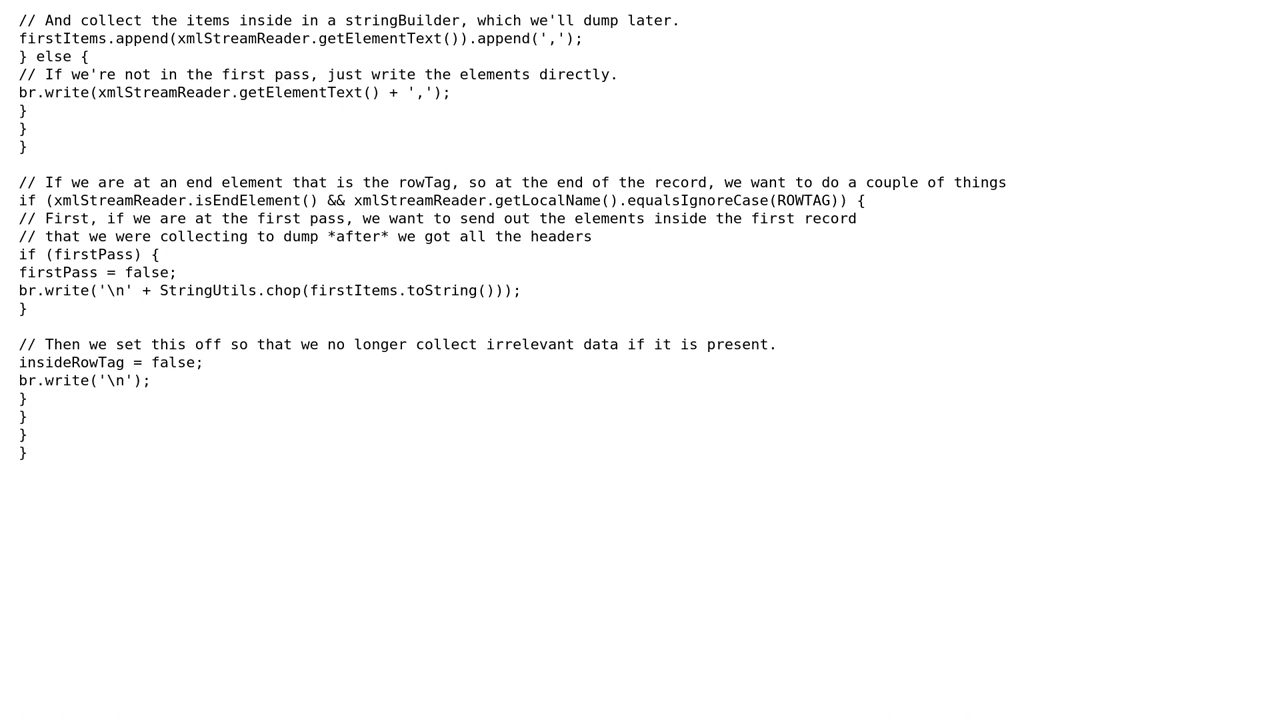 // And collect the items inside in a stringBuilder, which we'll dump later.
firstItems.append(xmlStreamReader.getElementText()).append(',');
} else {
// If we're not in the first pass, just write the elements directly.
br.write(xmlStreamReader.getElementText() + ',');
}
}
}

// If we are at an end element that is the rowTag, so at the end of the record, we want to do a couple of things
if (xmlStreamReader.isEndElement() && xmlStreamReader.getLocalName().equalsIgnoreCase(ROWTAG)) {
// First, if we are at the first pass, we want to send out the elements inside the first record
// that we were collecting to dump *after* we got all the headers
if (firstPass) {
firstPass = false;
br.write('\n' + StringUtils.chop(firstItems.toString()));
}

// Then we set this off so that we no longer collect irrelevant data if it is present.
insideRowTag = false;
br.write('\n');
}
}
}
}